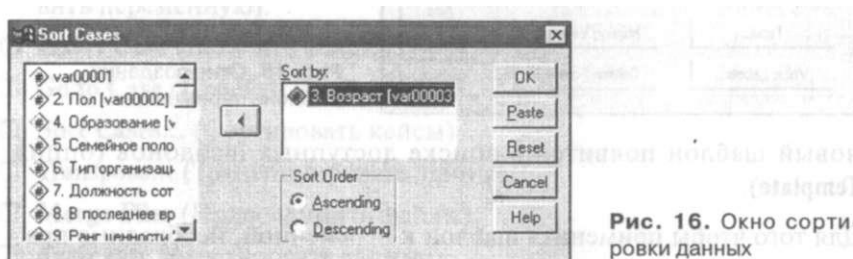 Sort Cases
var00001
2. Пол [var00002]
4. Образование [v
5. Семейное поло
6. Тип организац
7. Должность сот
8. В последнее вр
9. Ранг ценности
Sort by:
3. Возраст [var00003
Sort Order
Ascending
Descending
OK
Paste
Reset
Cancel
Help
Рис. 16. Окно сорти-
ровки данных